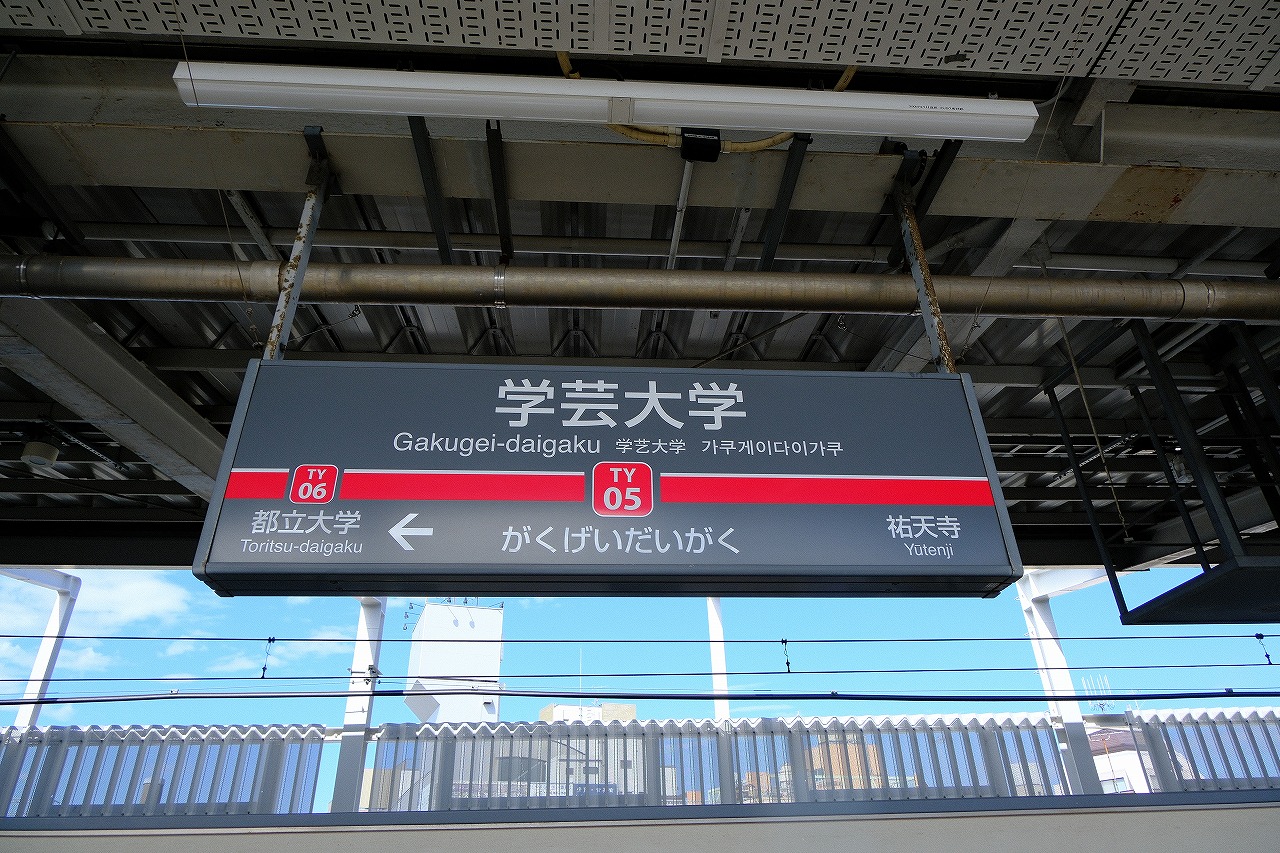 学芸大学
Gakugei-daigaku 学艺大学 가쿠게이다이가쿠
TY 06
TY 05
都立大学
Toritsu-daigaku
←
がくげいだいがく
祐天寺
Yūtenji